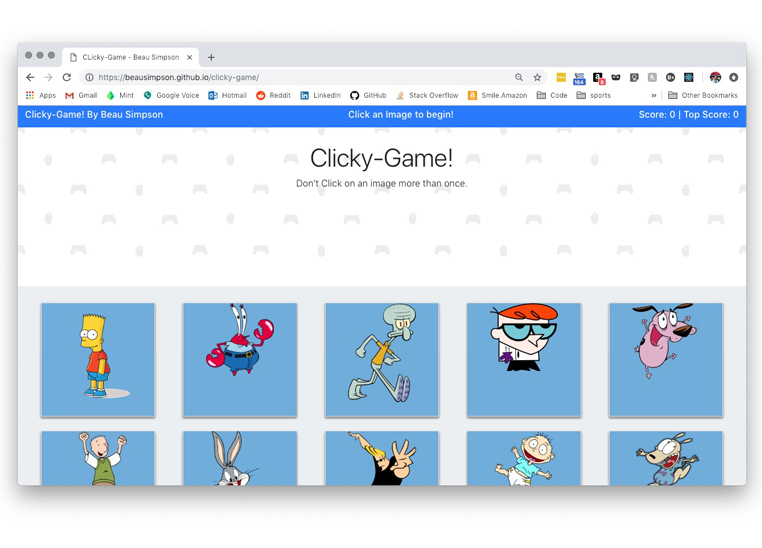 CLicky-Game - Beau Simpson
https://beausimpson.github.io/clicky-game/
Apps Gmail Mint Google Voice Hotmail Reddit LinkedIn GitHub Stack Overflow Smile.Amazon Code sports » Other Bookmarks
Clicky-Game! By Beau Simpson Click an Image to begin! Score: 0 | Top Score: 0
Clicky-Game!
Don't Click on an image more than once.